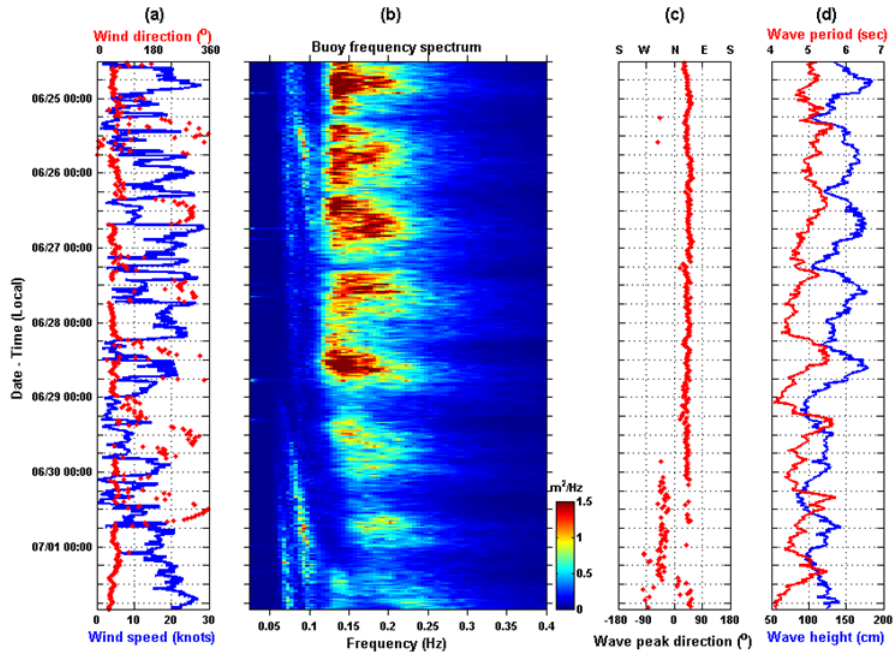 (a) (b) (c) (d)
Wind direction (º)
0 180 360
Buoy frequency spectrum
S W N E S
Wave period (sec)
4 5 6 7
Date - Time (Local)
06/25 00:00
06/26 00:00
06/27 00:00
06/28 00:00
06/29 00:00
06/30 00:00
07/01 00:00
m²/Hz
1.5
1
0.5
0
0 10 20 30
Wind speed (knots)
0.05 0.1 0.15 0.2 0.25 0.3 0.35 0.4
Frequency (Hz)
-180 -90 0 90 180
Wave peak direction (º)
50 100 150 200
Wave height (cm)